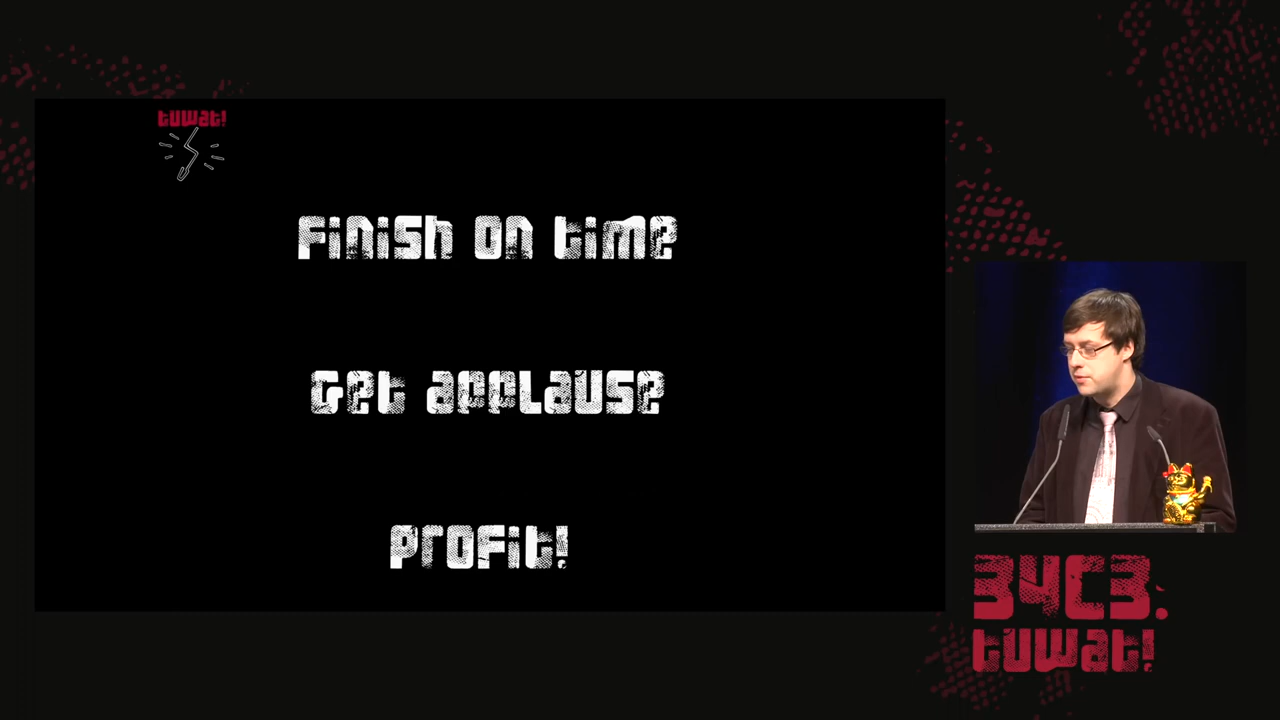 tuwat!
Finish on time
Get applause
Profit!
34C3.
tuwat!